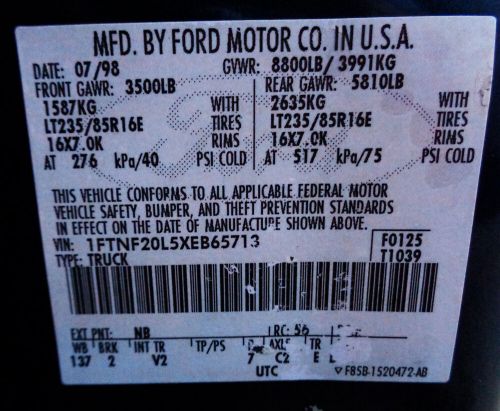 MFD. BY FORD MOTOR CO. IN U.S.A.
DATE: 07/98 GVWR: 8800LB/ 3991KG
FRONT GAWR: 3500LB REAR GAWR: 5810LB
1587KG WITH 2635KG WITH
LT235/85R16E TIRES LT235/85R16E TIRES
16X7.0K RIMS 16X7.0K RIMS
AT 276 kPa/40 PSI COLD AT 517 kPa/75 PSI COLD
THIS VEHICLE CONFORMS TO ALL APPLICABLE FEDERAL MOTOR
VEHICLE SAFETY, BUMPER, AND THEFT PREVENTION STANDARDS
IN EFFECT ON THE DATE OF MANUFACTURE SHOWN ABOVE.
VIN: 1FTNF20L5XEB65713 F0125
TYPE: TRUCK T1039
EXT PNT: NB RC: 56
WB BRK INT TR TP/PS AXLE TR
137 2 V2 7 C2 E
UTC ▽F85B-1520472-AB